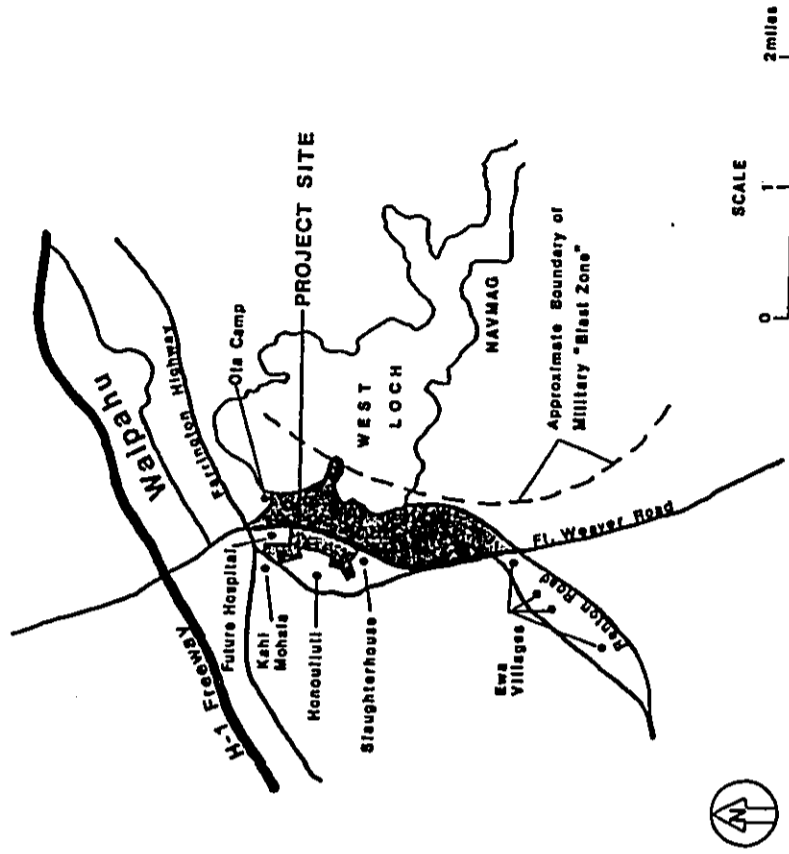 H-1 Freeway
Waipahu
Farrington Highway
Ota Camp
PROJECT SITE
Future Hospital
Kahi
Mohala
Honouliuli
Slaughterhouse
WEST
LOCH
NAVMAG
Approximate Boundary of
Military "Blast Zone"
Ft. Weaver Road
Ewa
Villages
Renton Road
N
SCALE
0
1
2miles